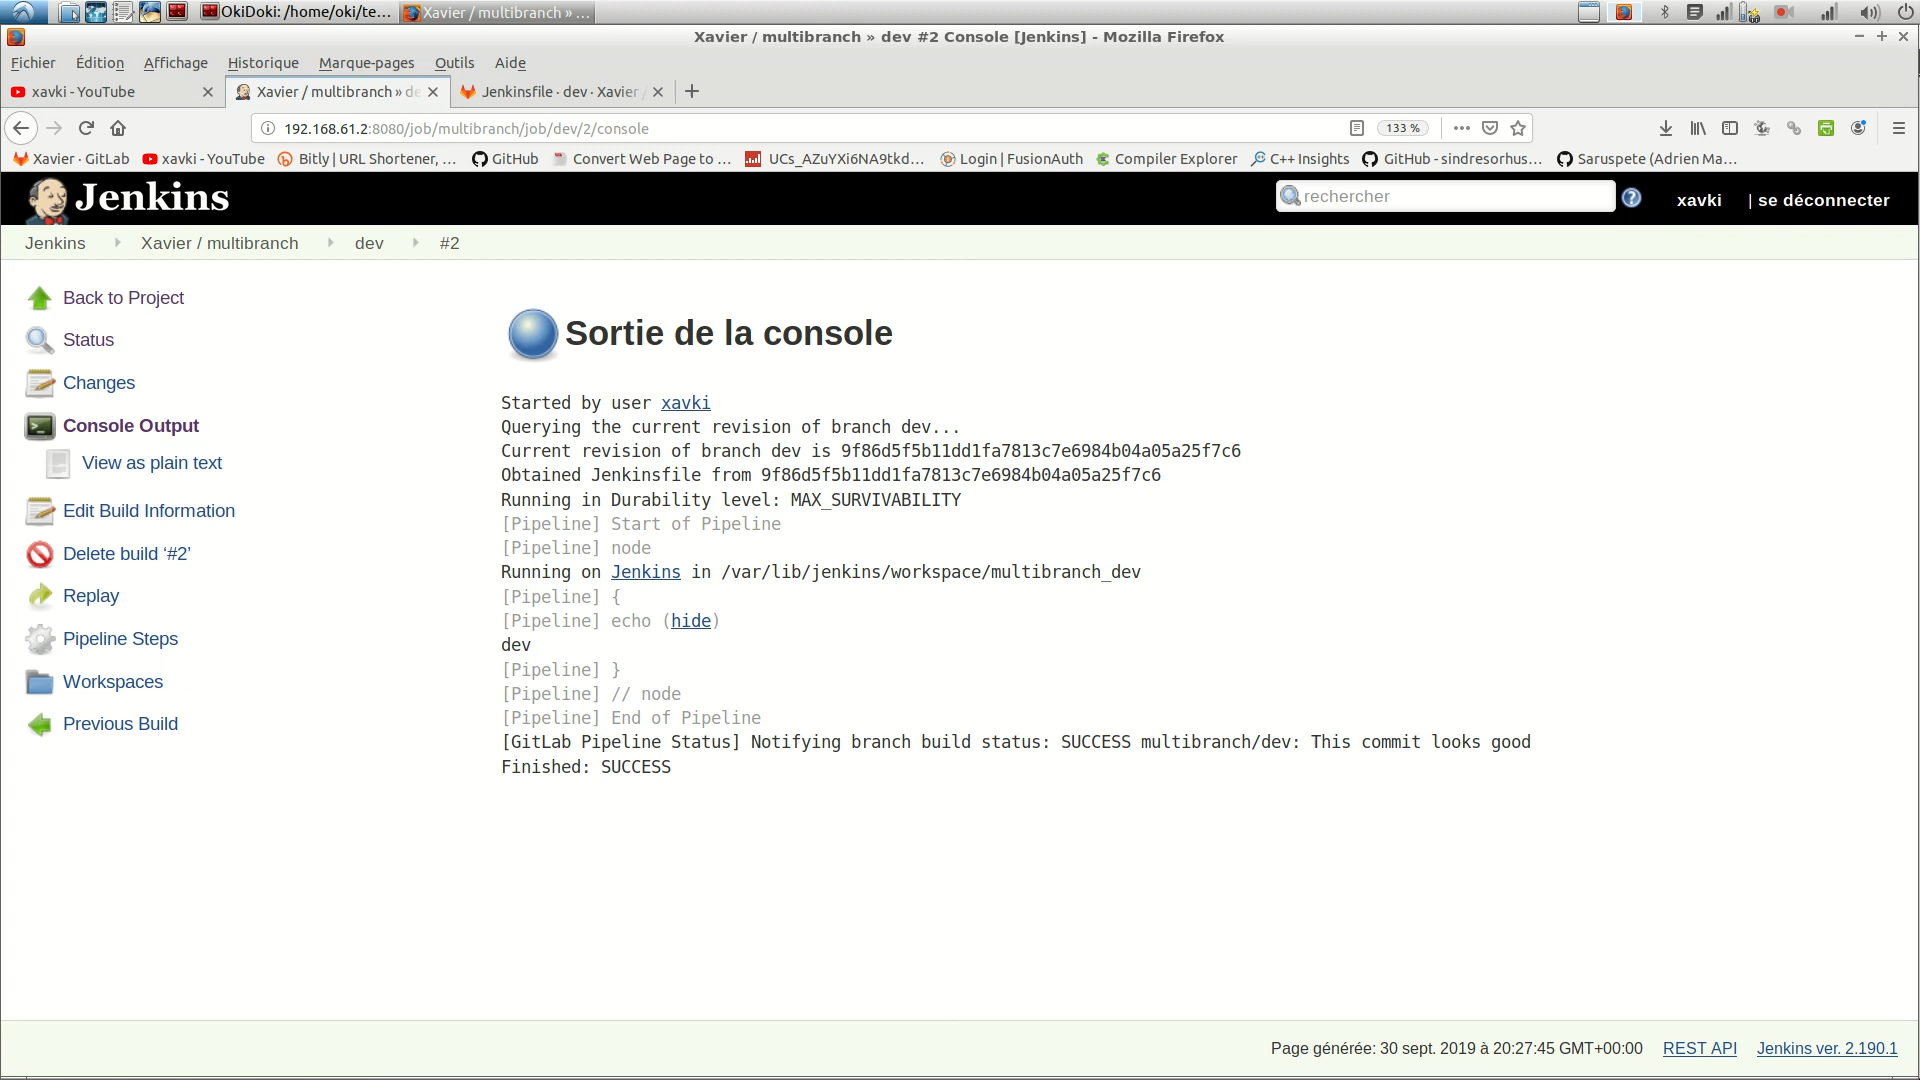 OkiDoki: /home/oki/te...
Xavier / multibranch » ...
Xavier / multibranch » dev #2 Console [Jenkins] - Mozilla Firefox
Fichier Édition Affichage Historique Marque-pages Outils Aide
xavki - YouTube
Xavier / multibranch » de
Jenkinsfile · dev · Xavier /
192.168.61.2:8080/job/multibranch/job/dev/2/console
133 %
Xavier · GitLab xavki - YouTube Bitly | URL Shortener, ... GitHub Convert Web Page to ... UCs_AZuYXi6NA9tkd... Login | FusionAuth Compiler Explorer C++ Insights GitHub - sindresorhus... Saruspete (Adrien Ma...
Jenkins
rechercher
xavki | se déconnecter
Jenkins Xavier / multibranch dev #2
Back to Project
Status
Changes
Console Output
View as plain text
Edit Build Information
Delete build ‘#2’
Replay
Pipeline Steps
Workspaces
Previous Build
Sortie de la console
Started by user xavki
Querying the current revision of branch dev...
Current revision of branch dev is 9f86d5f5b11dd1fa7813c7e6984b04a05a25f7c6
Obtained Jenkinsfile from 9f86d5f5b11dd1fa7813c7e6984b04a05a25f7c6
Running in Durability level: MAX_SURVIVABILITY
[Pipeline] Start of Pipeline
[Pipeline] node
Running on Jenkins in /var/lib/jenkins/workspace/multibranch_dev
[Pipeline] {
[Pipeline] echo (hide)
dev
[Pipeline] }
[Pipeline] // node
[Pipeline] End of Pipeline
[GitLab Pipeline Status] Notifying branch build status: SUCCESS multibranch/dev: This commit looks good
Finished: SUCCESS
Page générée: 30 sept. 2019 à 20:27:45 GMT+00:00 REST API Jenkins ver. 2.190.1